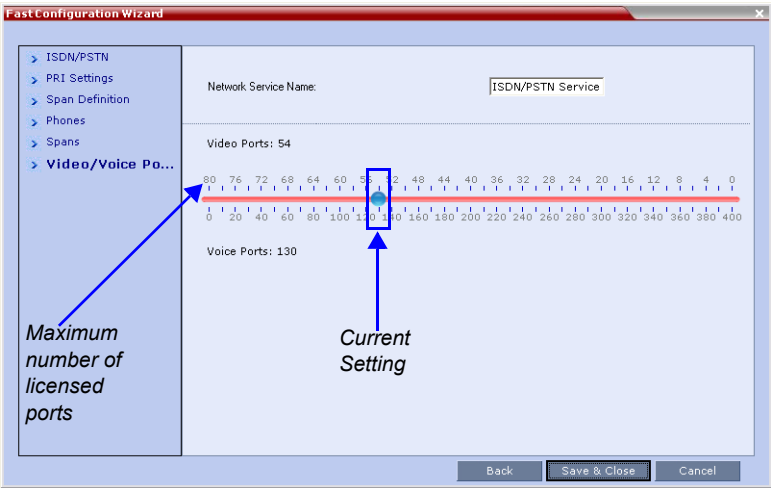 Fast Configuration Wizard
x
ISDN/PSTN
PRI Settings
Span Definition
Phones
Spans
Video/Voice Po...
Network Service Name:
ISDN/PSTN Service
Video Ports: 54
80 76 72 68 64 60 56 52 48 44 40 36 32 28 24 20 16 12 8 4 0
0 20 40 60 80 100 120 140 160 180 200 220 240 260 280 300 320 340 360 380 400
Voice Ports: 130
Maximum
number of
licensed
ports
Current
Setting
Back Save & Close Cancel